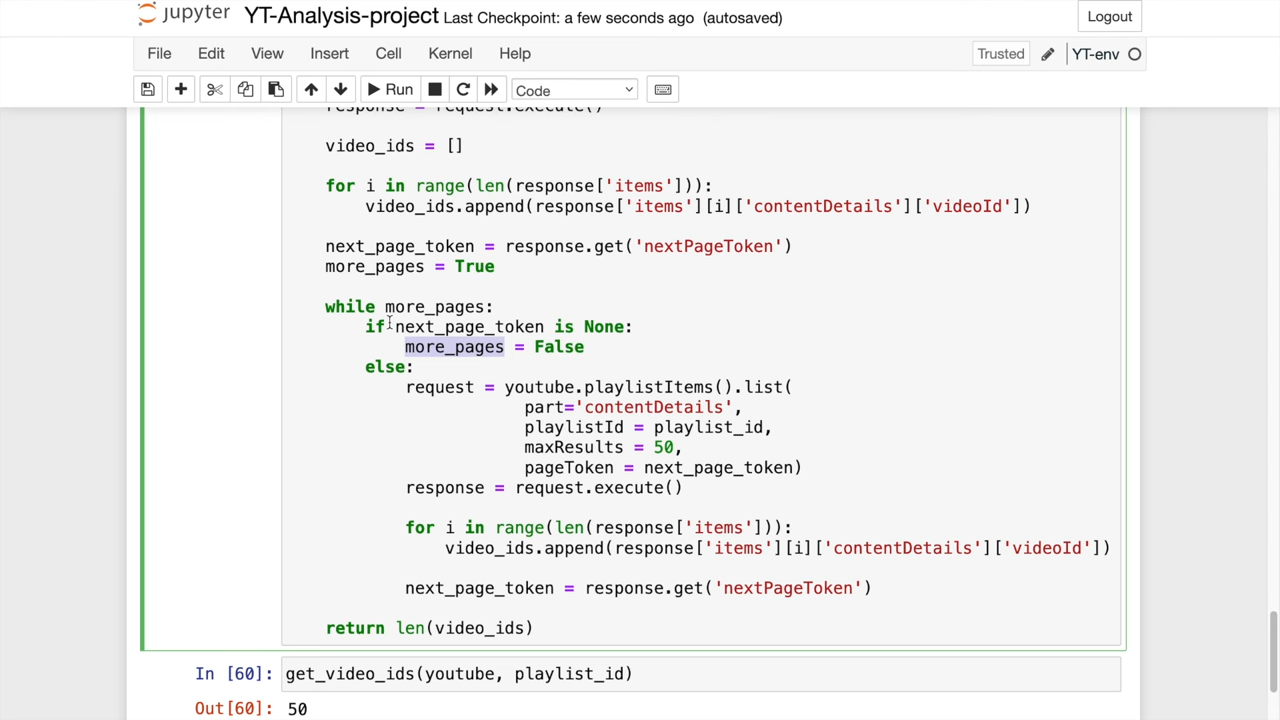 jupyter YT-Analysis-project Last Checkpoint: a few seconds ago (autosaved) Logout
File Edit View Insert Cell Kernel Help Trusted YT-env
Run Code
response = request.execute()
video_ids = []
for i in range(len(response['items'])):
video_ids.append(response['items'][i]['contentDetails']['videoId'])
next_page_token = response.get('nextPageToken')
more_pages = True
while more_pages:
if next_page_token is None:
more_pages = False
else:
request = youtube.playlistItems().list(
part='contentDetails',
playlistId = playlist_id,
maxResults = 50,
pageToken = next_page_token)
response = request.execute()
for i in range(len(response['items'])):
video_ids.append(response['items'][i]['contentDetails']['videoId'])
next_page_token = response.get('nextPageToken')
return len(video_ids)
In [60]: get_video_ids(youtube, playlist_id)
Out[60]: 50